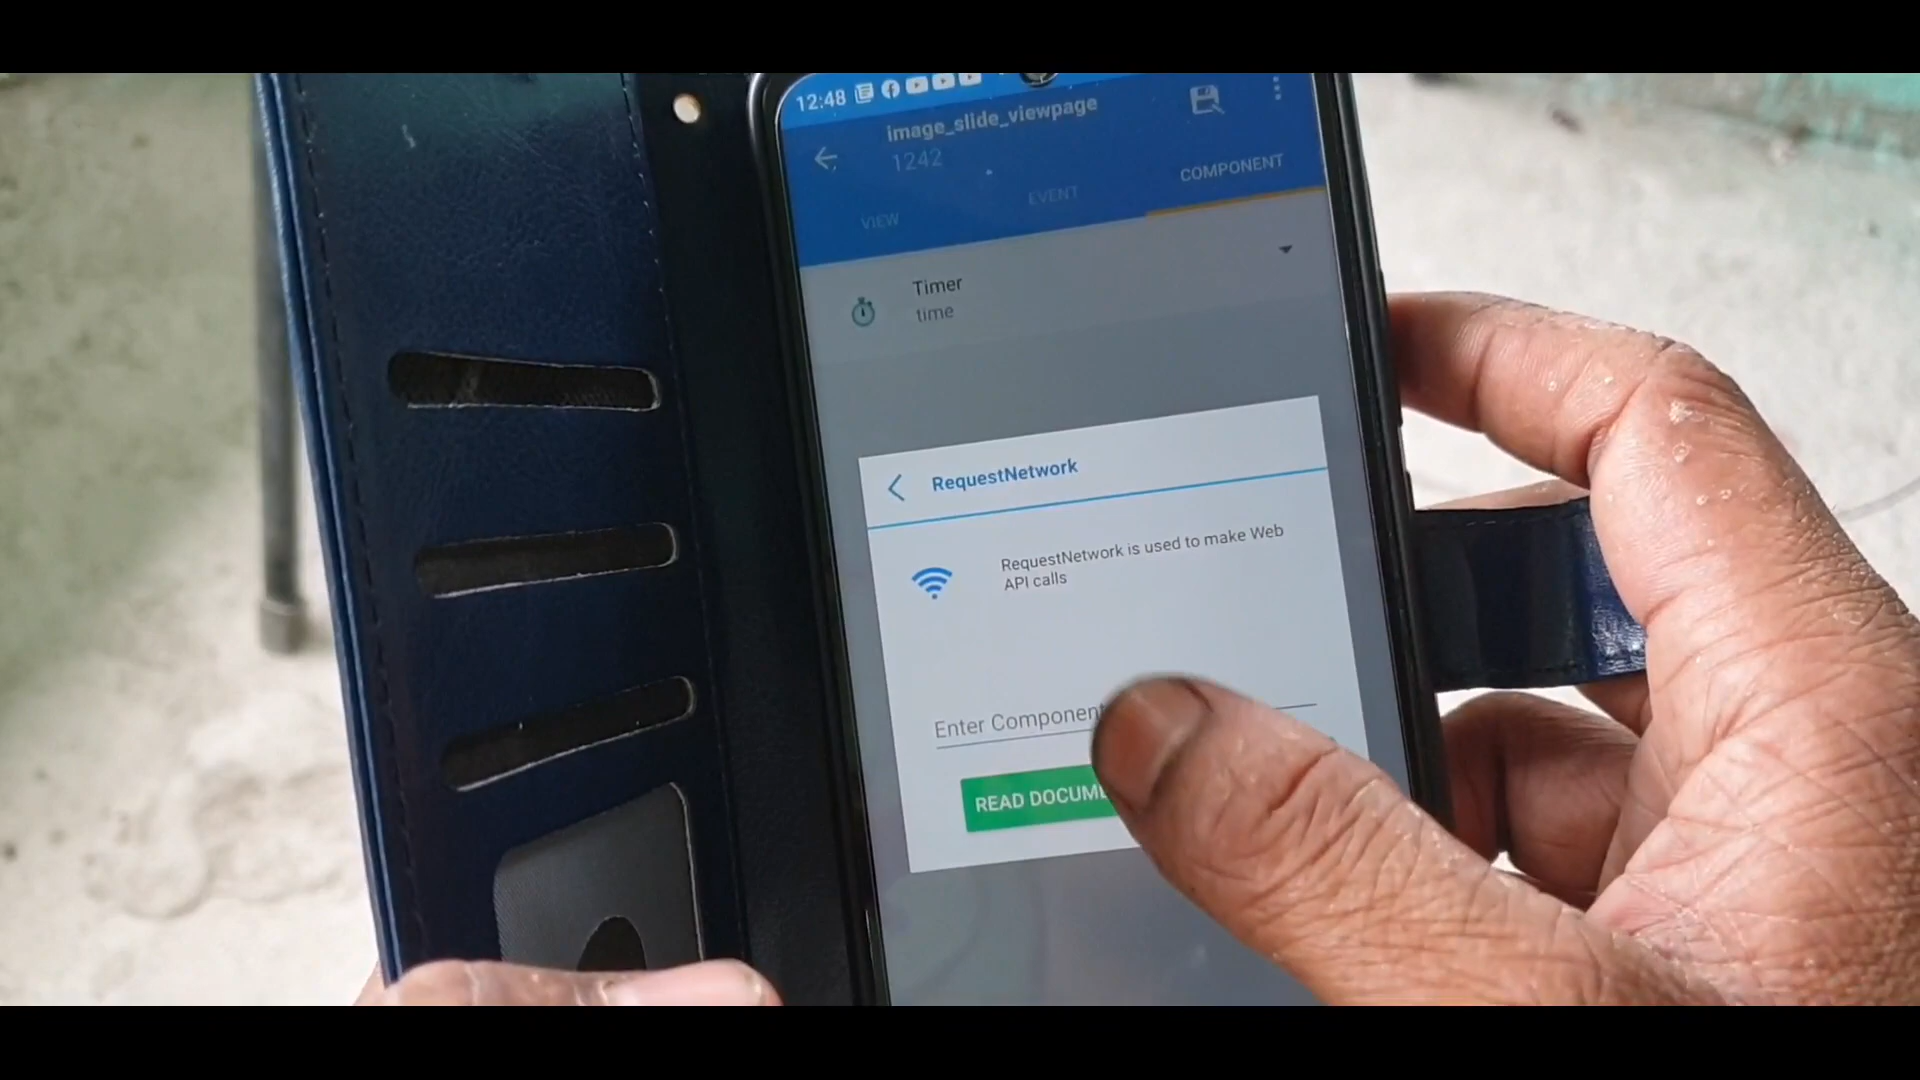 12:48
image_slide_viewpage
1242
VIEW EVENT COMPONENT
Timer
time
RequestNetwork
RequestNetwork is used to make Web
API calls
Enter Component
READ